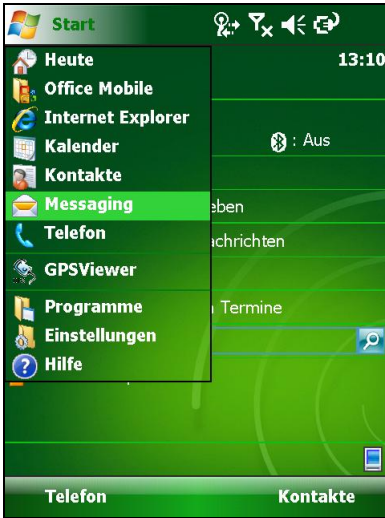 Start
Heute
13:10
Office Mobile
Internet Explorer
Kalender
: Aus
Kontakte
Messaging
eben
Telefon
achrichten
GPSViewer
Programme
Termine
Einstellungen
Hilfe
Telefon
Kontakte